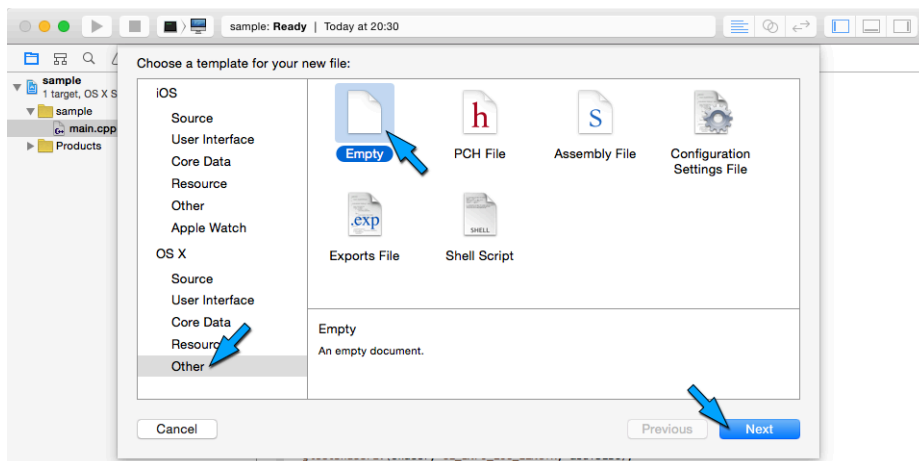 sample: Ready | Today at 20:30
Choose a template for your new file:
sample
1 target, OS X S
sample
main.cpp
Products
iOS
Source
User Interface
Core Data
Resource
Other
Apple Watch
OS X
Source
User Interface
Core Data
Resource
Other
Empty
h
PCH File
S
Assembly File
Configuration
Settings File
.exp
Exports File
SHELL
Shell Script
Empty
An empty document.
Cancel
Previous
Next